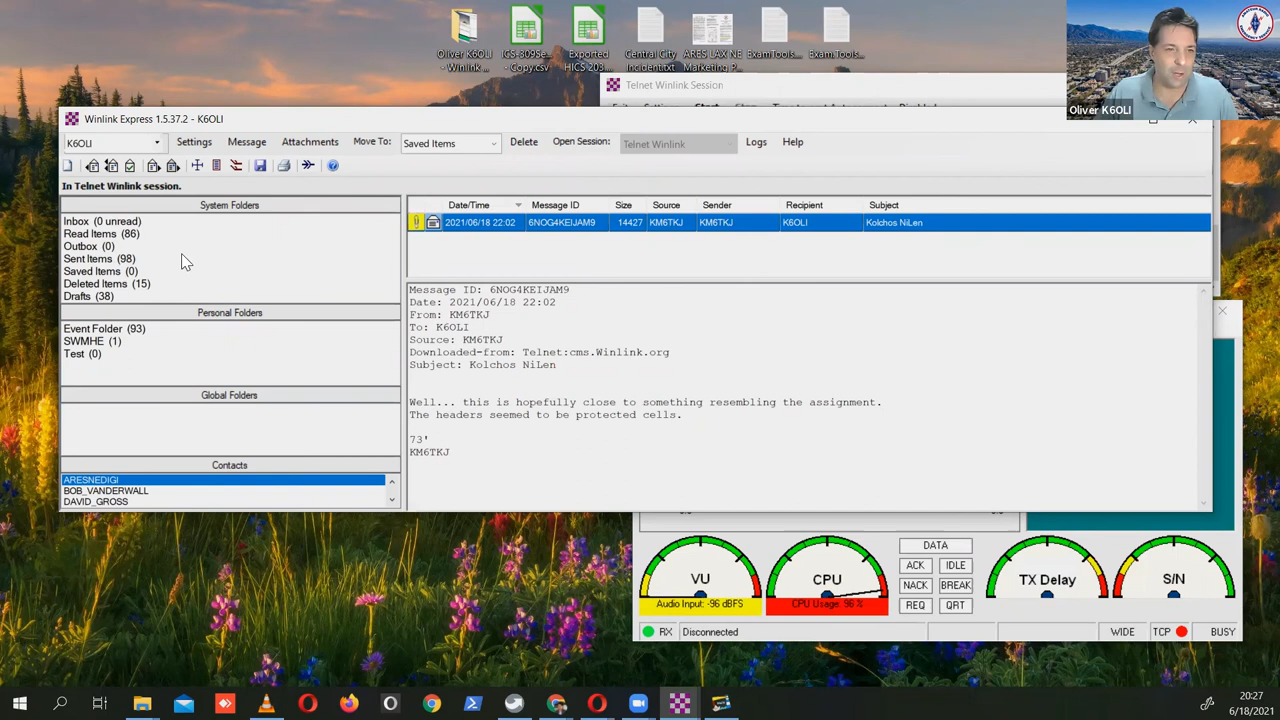 Oliver K6OLI
- Winlink ...
ICS-309Se...
- Copy.csv
Exported
HICS 203...
Central City
Incident.txt
ARES LAX NE
Marketing P...
ExamTools...
ExamTools...
Telnet Winlink Session
Oliver K6OLI
Winlink Express 1.5.37.2 - K6OLI
K6OLI
Settings
Message
Attachments
Move To:
Saved Items
Delete
Open Session:
Telnet Winlink
Logs
Help
In Telnet Winlink session.
System Folders
Inbox (0 unread)
Read Items (86)
Outbox (0)
Sent Items (98)
Saved Items (0)
Deleted Items (15)
Drafts (38)
Personal Folders
Event Folder (93)
SWMHE (1)
Test (0)
Global Folders
Contacts
ARESNEDIGI
BOB_VANDERWALL
DAVID_GROSS
Date/Time Message ID Size Source Sender Recipient Subject
2021/06/18 22:02 6NOG4KEIJAM9 14427 KM6TKJ KM6TKJ K6OLI Kolchos NiLen
Message ID: 6NOG4KEIJAM9
Date: 2021/06/18 22:02
From: KM6TKJ
To: K6OLI
Source: KM6TKJ
Downloaded-from: Telnet:cms.Winlink.org
Subject: Kolchos NiLen
Well... this is hopefully close to something resembling the assignment.
The headers seemed to be protected cells.
73'
KM6TKJ
VU
Audio Input: -96 dBFS
CPU
CPU Usage: 96 %
DATA
ACK IDLE
NACK BREAK
REQ QRT
TX Delay
S/N
RX Disconnected
WIDE
TCP
BUSY
20:27
6/18/2021